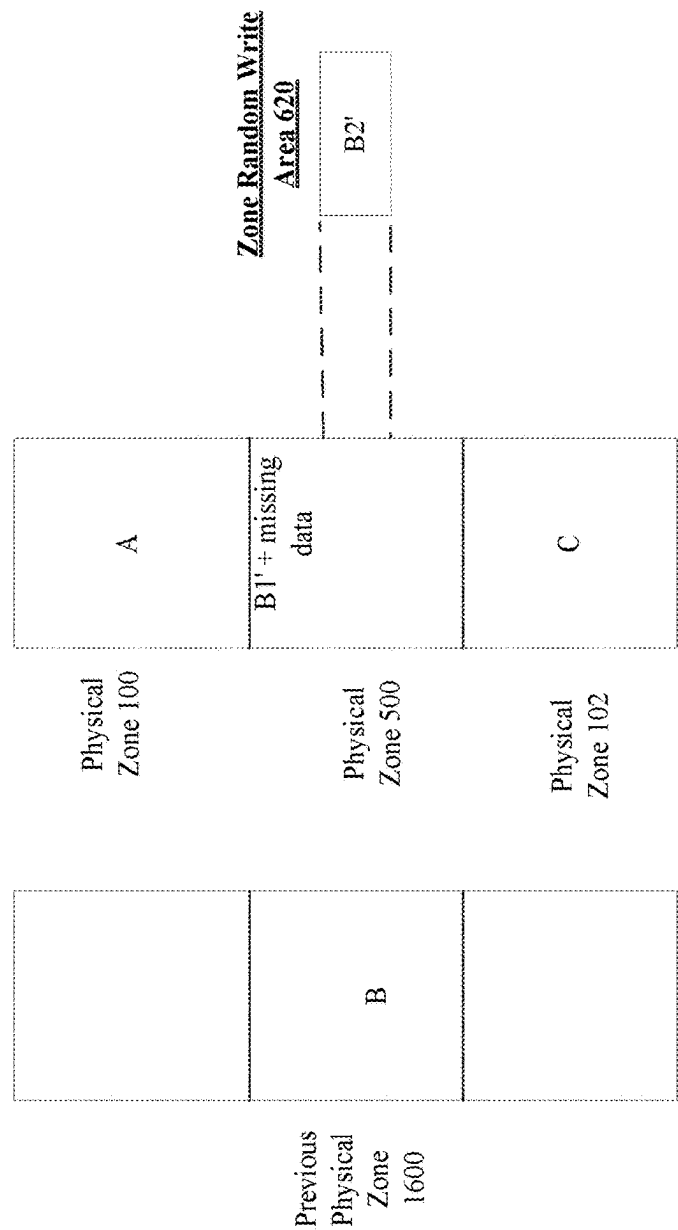 Previous
Physical
Zone
1600
B
Physical
Zone 100
Physical
Zone 500
Physical
Zone 102
A
B1' + missing
data
C
Zone Random Write
Area 620
B2'